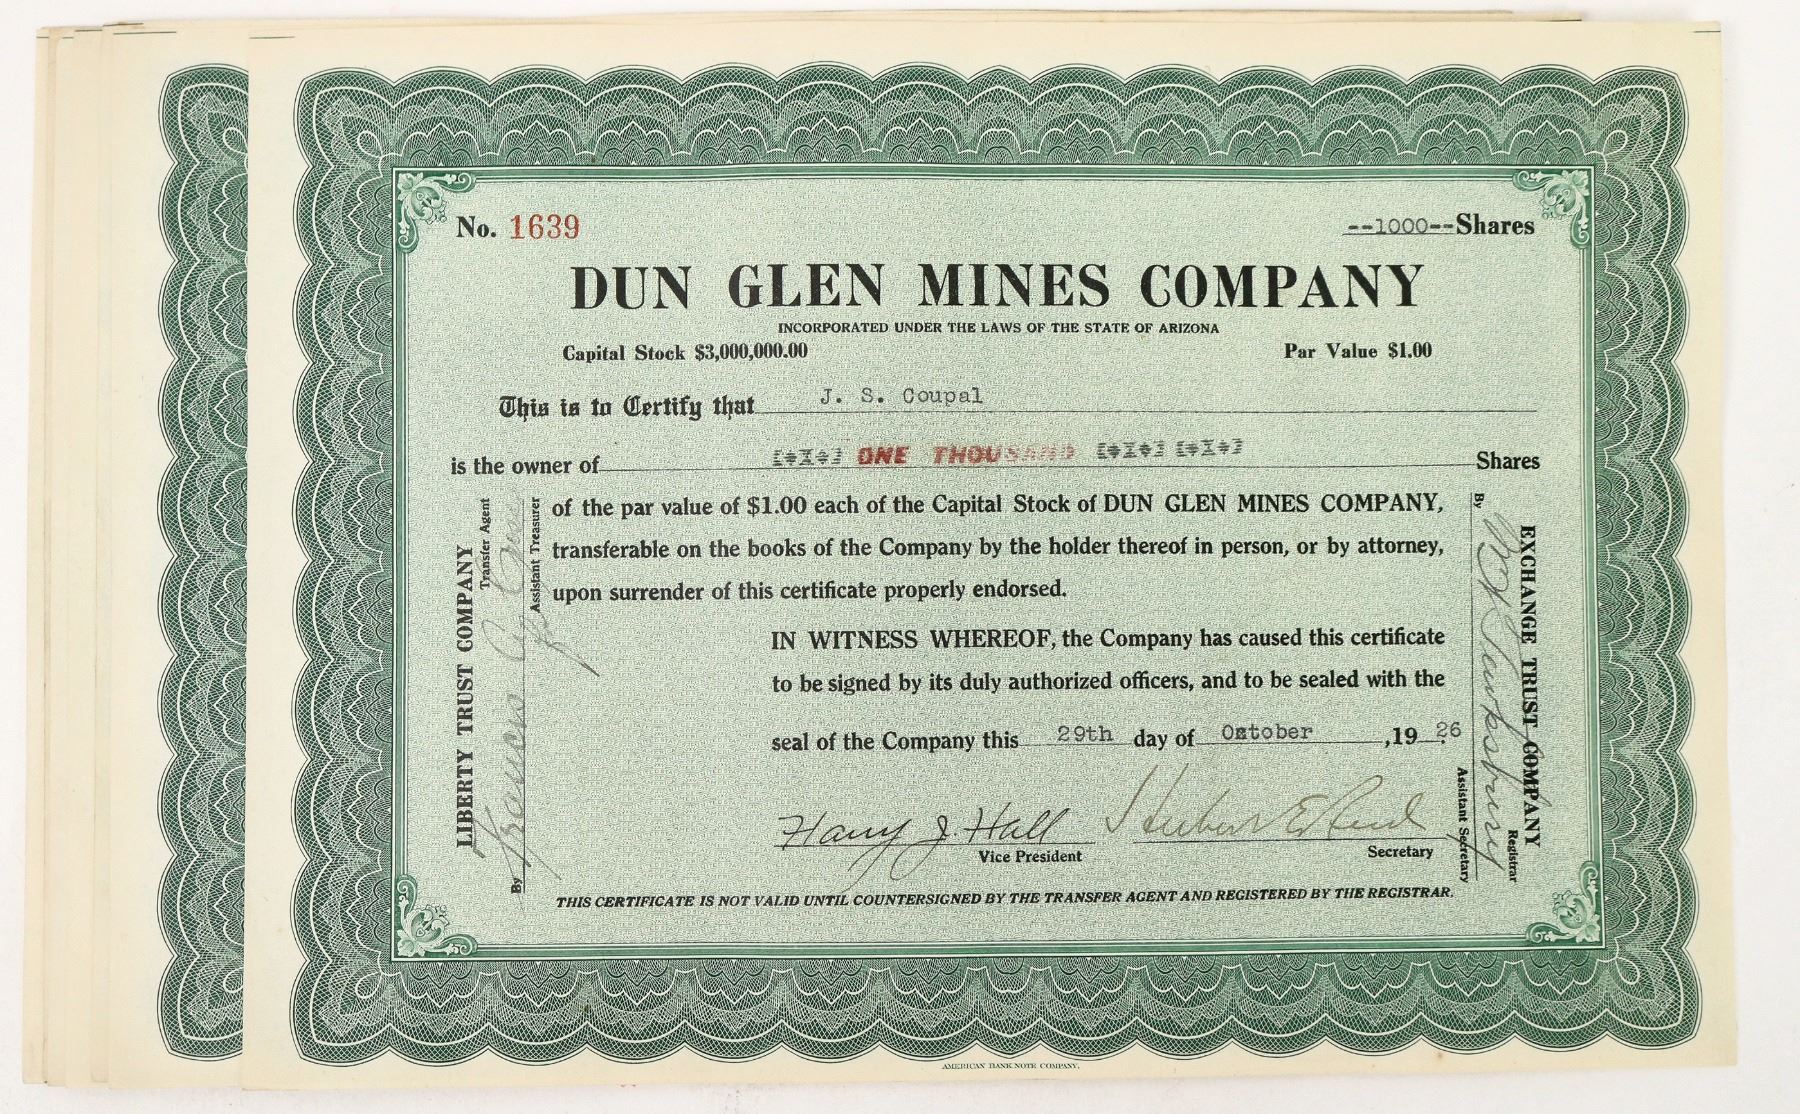 No. 1639
--1000-- Shares
DUN GLEN MINES COMPANY
INCORPORATED UNDER THE LAWS OF THE STATE OF ARIZONA
Capital Stock $3,000,000.00
Par Value $1.00
This is to Certify that J. S. Coupal
is the owner of ONE THOUSAND Shares
of the par value of $1.00 each of the Capital Stock of DUN GLEN MINES COMPANY,
transferable on the books of the Company by the holder thereof in person, or by attorney,
upon surrender of this certificate properly endorsed.
IN WITNESS WHEREOF, the Company has caused this certificate
to be signed by its duly authorized officers, and to be sealed with the
seal of the Company this 29th day of October ,19 26
Harry J. Hall
Vice President
Secretary
THIS CERTIFICATE IS NOT VALID UNTIL COUNTERSIGNED BY THE TRANSFER AGENT AND REGISTERED BY THE REGISTRAR.
LIBERTY TRUST COMPANY
Transfer Agent
By Francis A.
Assistant Treasurer
EXCHANGE TRUST COMPANY
Registrar
By
Assistant Secretary
AMERICAN BANK NOTE COMPANY.